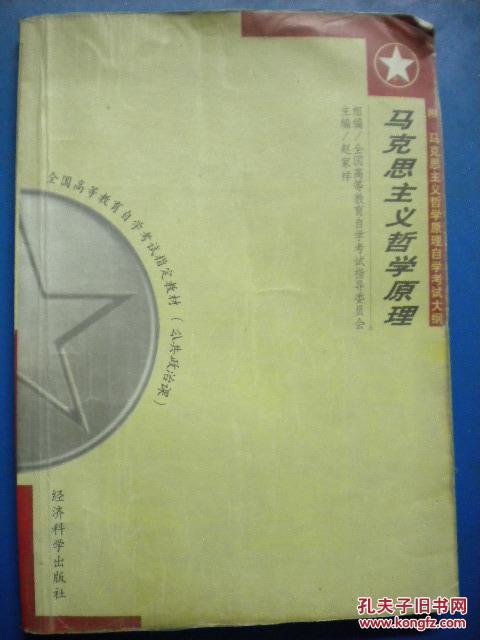 附 马克思主义哲学原理自学考试大纲
马克思主义哲学原理
组编/全国高等教育自学考试指导委员会
主编/赵家祥
全国高等教育自学考试指定教材(公共政治课)
经济科学出版社
孔夫子旧书网
www.kongfz.com